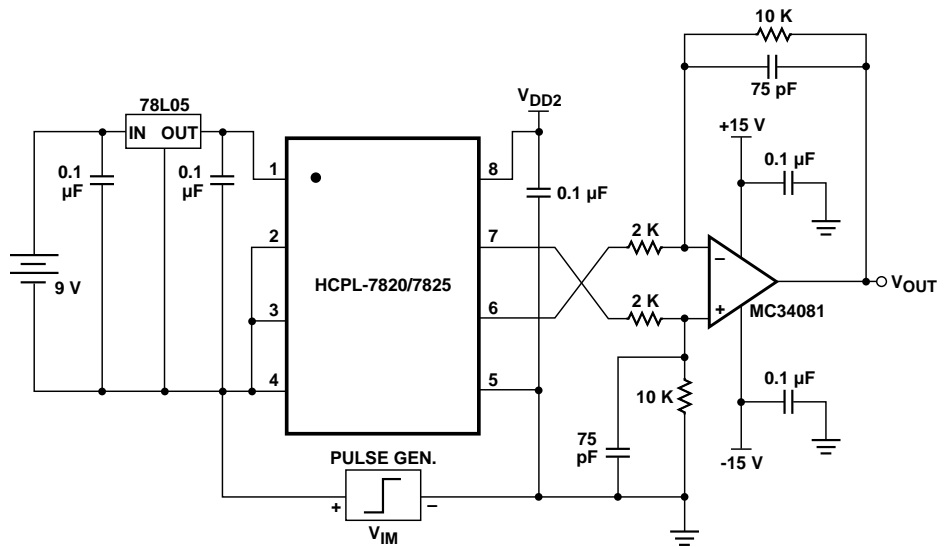 10 K
75 pF
78L05
IN OUT
V_DD2
+15 V
0.1
µF
0.1
µF
1
8
0.1 µF
0.1 µF
2
7
2 K
–
HCPL-7820/7825
9 V
V_OUT
3
6
2 K
+
MC34081
4
5
10 K
0.1 µF
75
pF
-15 V
PULSE GEN.
+
–
V_IM